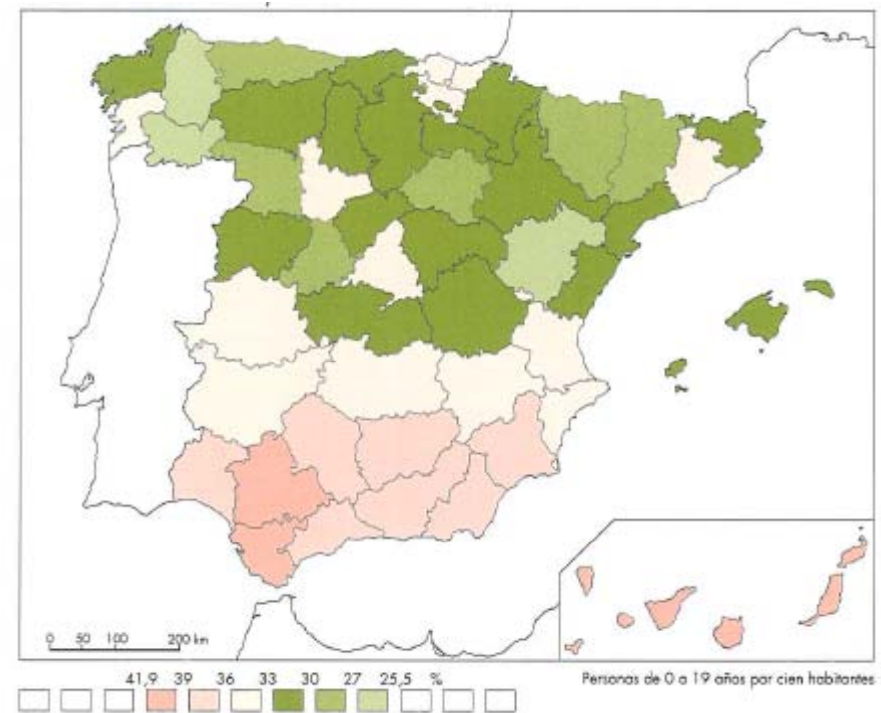 0 50 100 200 km
41,9 39 36 33 30 27 25,5 %
Personas de 0 a 19 años por cien habitantes